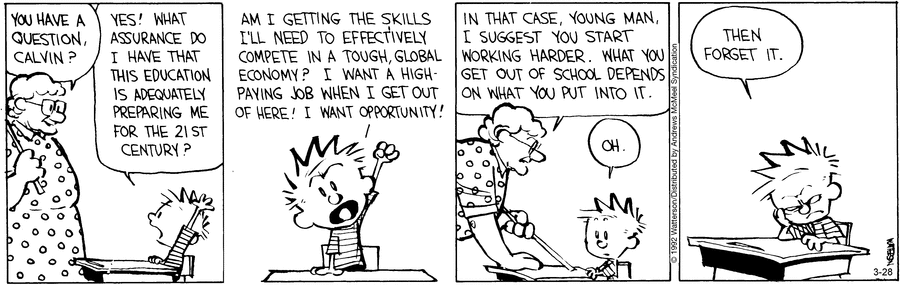 YOU HAVE A
QUESTION,
CALVIN?
YES! WHAT
ASSURANCE DO
I HAVE THAT
THIS EDUCATION
IS ADEQUATELY
PREPARING ME
FOR THE 21ST
CENTURY?
AM I GETTING THE SKILLS
I'LL NEED TO EFFECTIVELY
COMPETE IN A TOUGH, GLOBAL
ECONOMY? I WANT A HIGH-
PAYING JOB WHEN I GET OUT
OF HERE! I WANT OPPORTUNITY!
IN THAT CASE, YOUNG MAN,
I SUGGEST YOU START
WORKING HARDER. WHAT YOU
GET OUT OF SCHOOL DEPENDS
ON WHAT YOU PUT INTO IT.
OH.
© 1992 Watterson/Distributed by Andrews McMeel Syndication
THEN
FORGET IT.
3-28